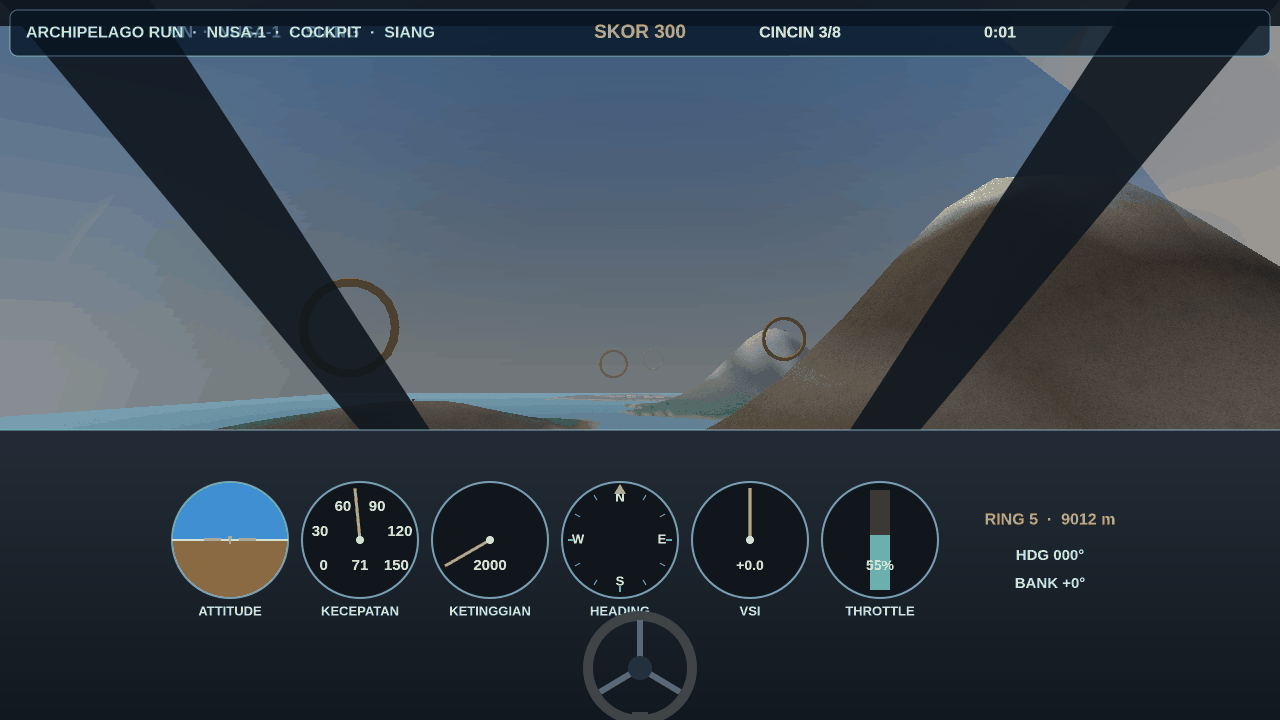 ARCHIPELAGO RUN · NUSA-1 · COCKPIT · SIANG
SKOR 300
CINCIN 3/8
0:01
60 90
30 120
0 71 150
2000
N
W E
S
+0.0
55%
RING 5 · 9012 m
HDG 000°
BANK +0°
ATTITUDE
KECEPATAN
KETINGGIAN
HEADING
VSI
THROTTLE